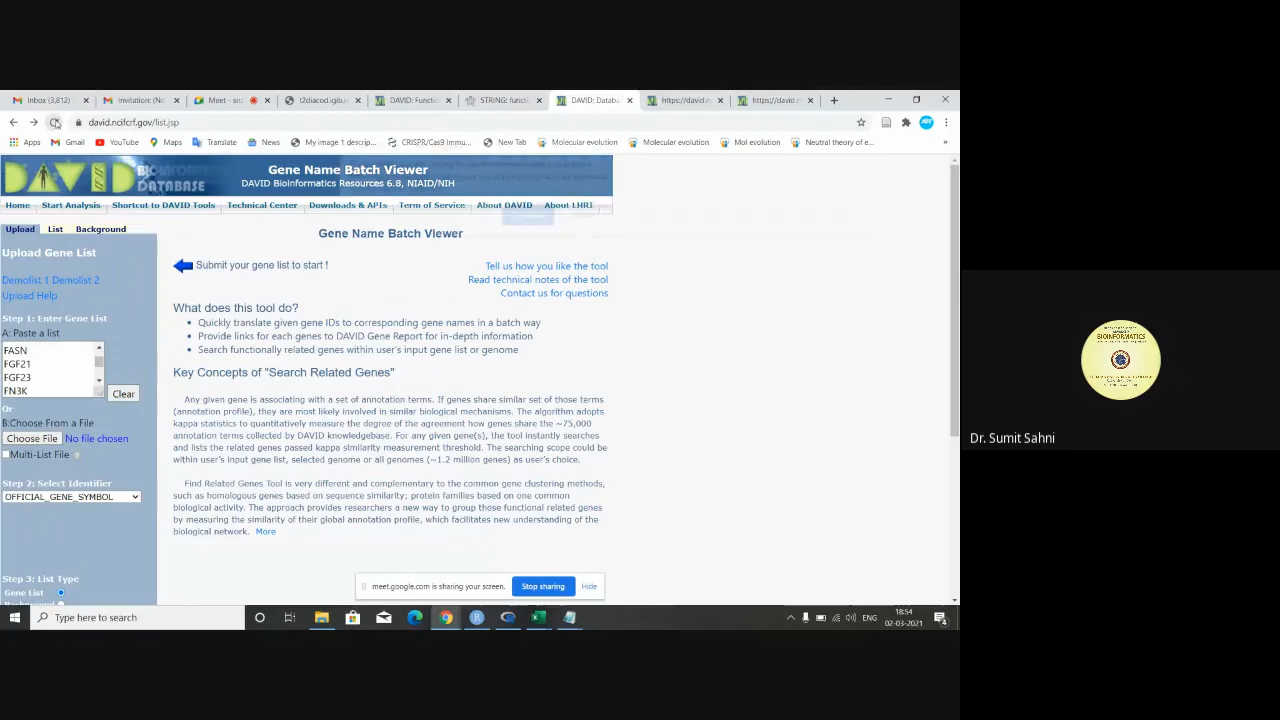 Inbox (3,812)
Invitation: (No
Meet - sru
t2diacod.igib.
DAVID: Functi
STRING: functi
DAVID: Databa
https://david.n
https://david.n
david.ncifcrf.gov/list.jsp
Apps
Gmail
YouTube
Maps
Translate
News
My image 1 descrip...
CRISPR/Cas9 Immu...
New Tab
Molecular evolution
Molecular evolution
Mol evolution
Neutral theory of e...
DAVID BIOINFORMATICS DATABASE
Gene Name Batch Viewer
DAVID Bioinformatics Resources 6.8, NIAID/NIH
Home
Start Analysis
Shortcut to DAVID Tools
Technical Center
Downloads & APIs
Term of Service
About DAVID
About LHRI
Upload
List
Background
Upload Gene List
Demolist 1 Demolist 2
Upload Help
Step 1: Enter Gene List
A: Paste a list
FASN
FGF21
FGF23
FN3K
Clear
Or
B:Choose From a File
Choose File No file chosen
Multi-List File
Step 2: Select Identifier
OFFICIAL_GENE_SYMBOL
Step 3: List Type
Gene List
Background
Gene Name Batch Viewer
Submit your gene list to start !
Tell us how you like the tool
Read technical notes of the tool
Contact us for questions
What does this tool do?
Quickly translate given gene IDs to corresponding gene names in a batch way
Provide links for each genes to DAVID Gene Report for in-depth information
Search functionally related genes within user's input gene list or genome
Key Concepts of "Search Related Genes"
Any given gene is associating with a set of annotation terms. If genes share similar set of those terms
(annotation profile), they are most likely involved in similar biological mechanisms. The algorithm adopts
kappa statistics to quantitatively measure the degree of the agreement how genes share the ~75,000
annotation terms collected by DAVID knowledgebase. For any given gene(s), the tool instantly searches
and lists the related genes passed kappa similarity measurement threshold. The searching scope could be
within user's input gene list, selected genome or all genomes (~1.2 million genes) as user's choice.
Find Related Genes Tool is very different and complementary to the common gene clustering methods,
such as homologous genes based on sequence similarity; protein families based on one common
biological activity. The approach provides researchers a new way to group those functional related genes
by measuring the similarity of their global annotation profile, which facilitates new understanding of the
biological network. More
meet.google.com is sharing your screen.
Stop sharing
Hide
Type here to search
ENG
18:54
02-03-2021
4
BIOINFORMATICS
Dr. Sumit Sahni